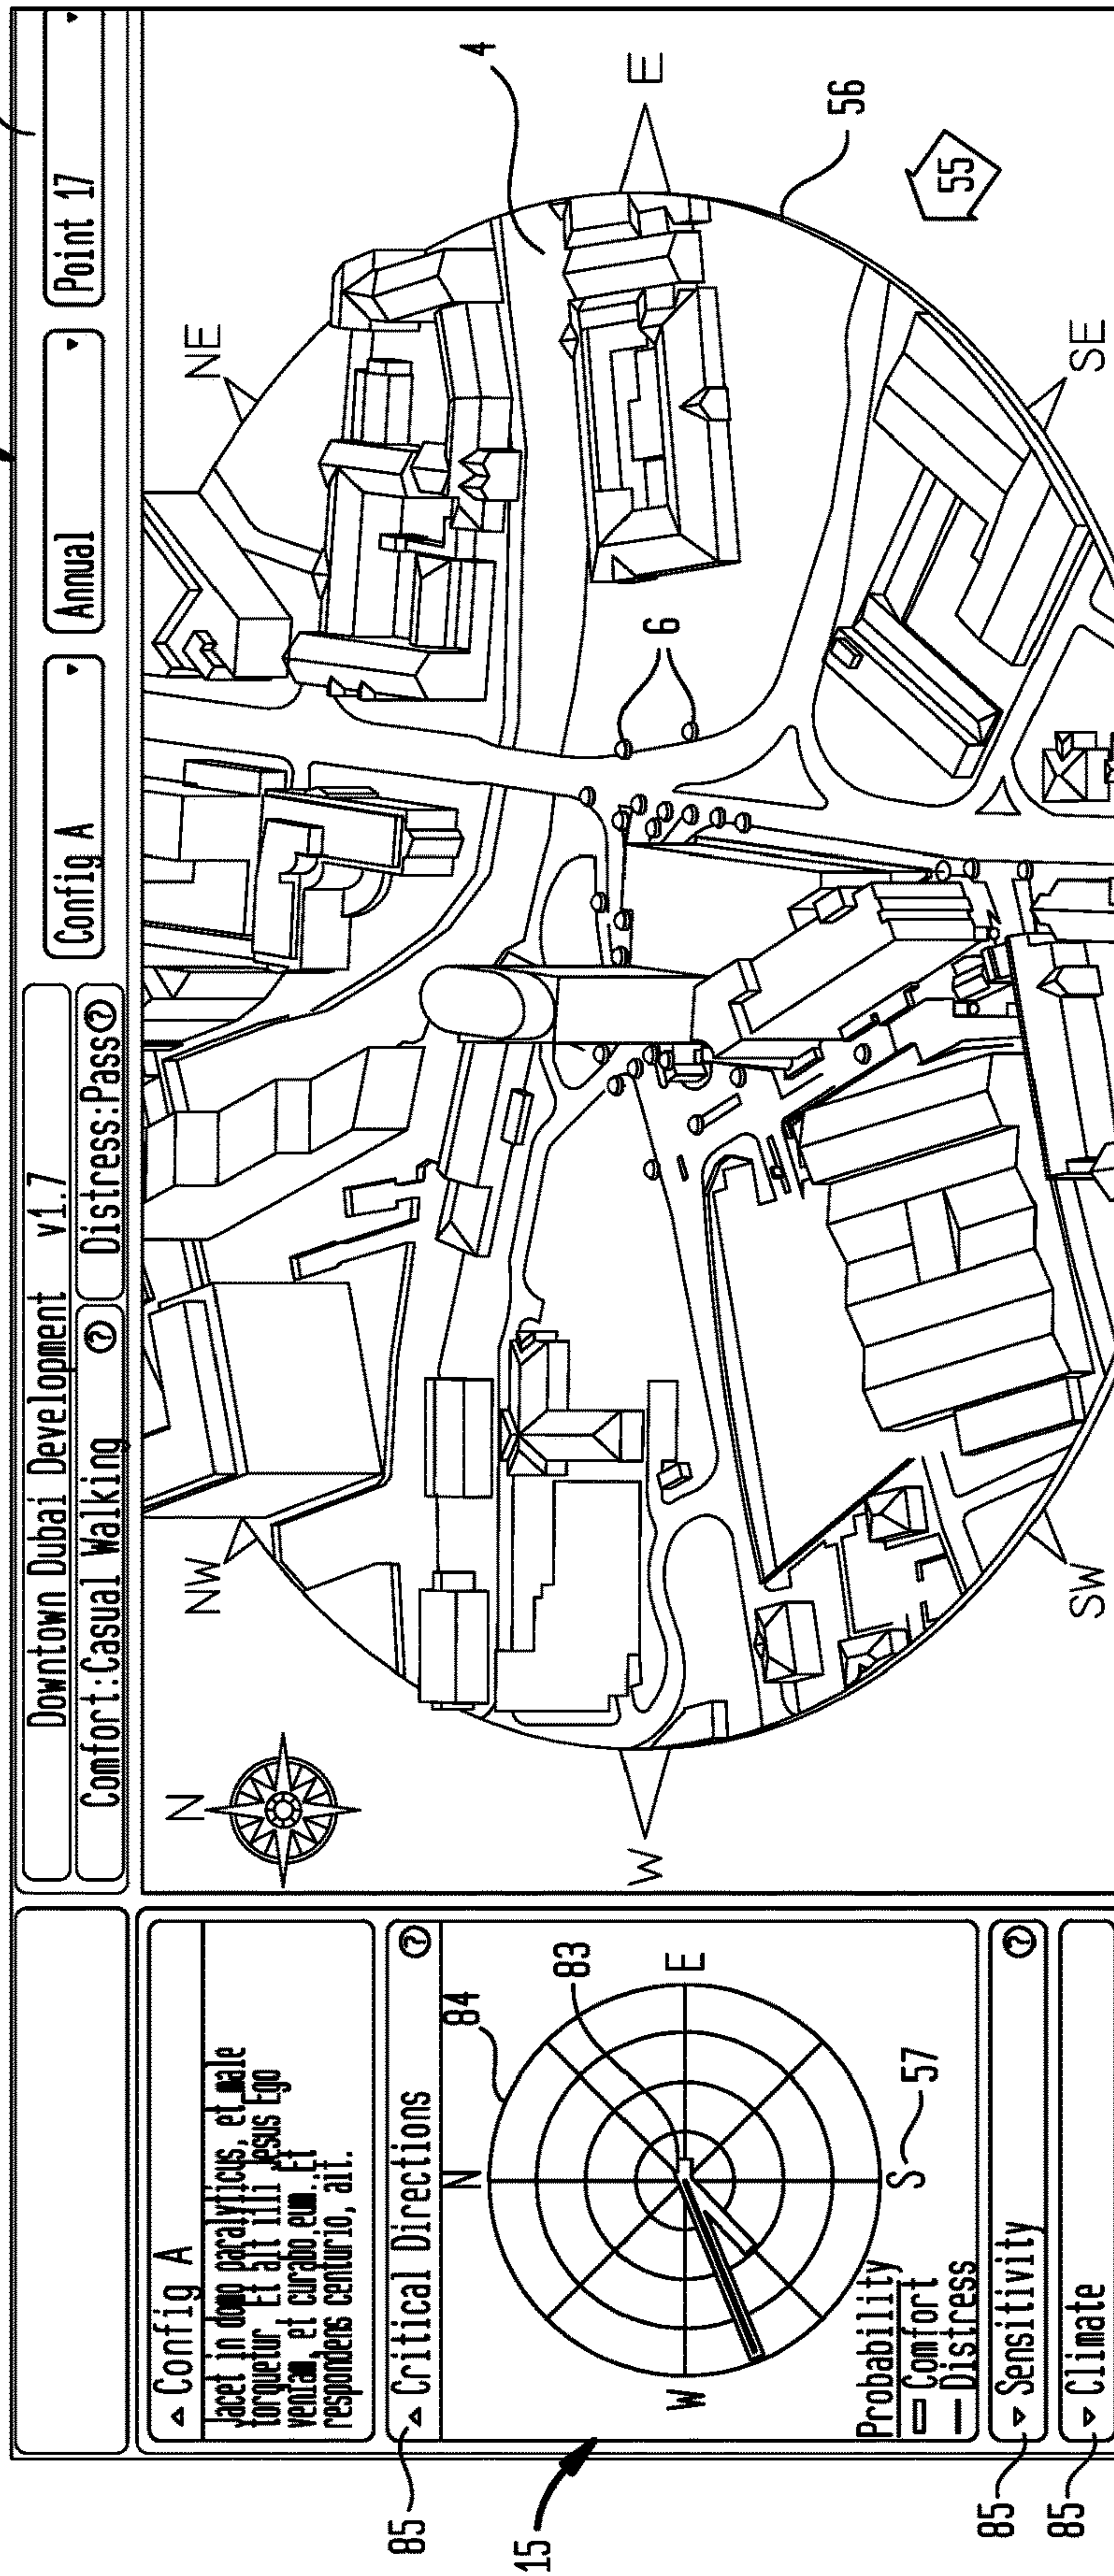 Downtown Dubai Development v1.7
Comfort:Casual Walking ?
Distress:Pass ?
Config A
Annual
Point 17
Config A
Jacet in domo paralyticus, et male
torquetur Et ait illi Jesus Ego
veniam, et curabo eum. Et
respondens centurio, ait.
85
Critical Directions ?
84
83
N
E
W
S
57
15
Probability
Comfort
Distress
85
Sensitivity ?
85
Climate
N
NW
NE
W
E
SW
SE
4
6
56
55